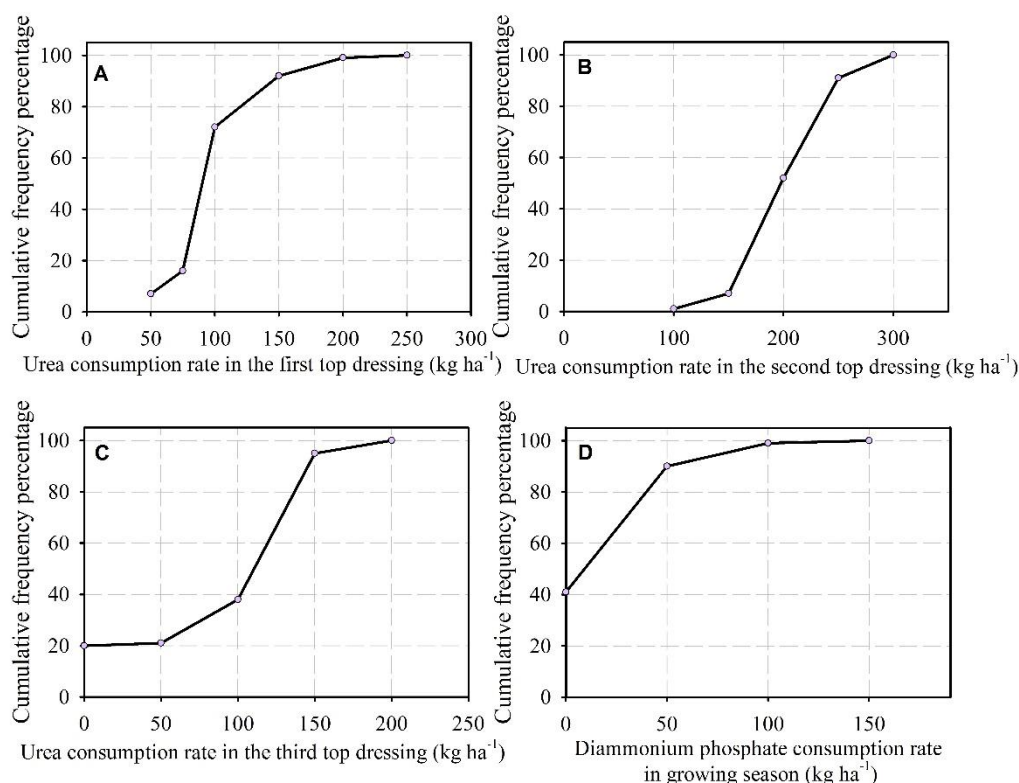 A
Cumulative frequency percentage
100
80
60
40
20
0
0 50 100 150 200 250 300
Urea consumption rate in the first top dressing (kg ha⁻¹)
B
Cumulative frequency percentage
100
80
60
40
20
0
0 100 200 300
Urea consumption rate in the second top dressing (kg ha⁻¹)
C
Cumulative frequency percentage
100
80
60
40
20
0
0 50 100 150 200 250
Urea consumption rate in the third top dressing (kg ha⁻¹)
D
Cumulative frequency percentage
100
80
60
40
20
0
0 50 100 150
Diammonium phosphate consumption rate
in growing season (kg ha⁻¹)